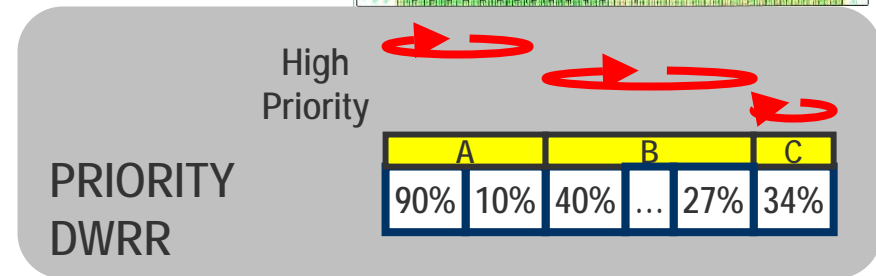 High
Priority
A B C
PRIORITY
DWRR
90% 10% 40% ... 27% 34%